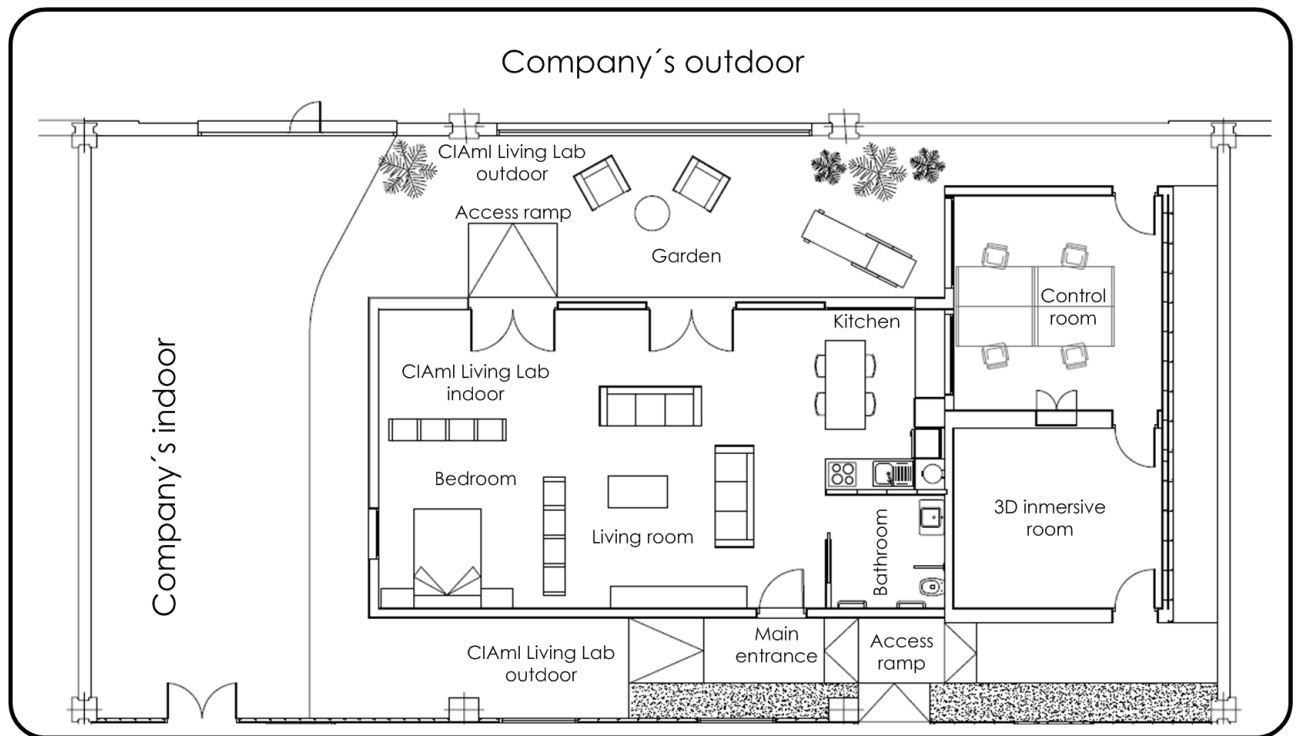 Company´s outdoor
CIAmI Living Lab
outdoor
Access ramp
Garden
Control
room
Kitchen
CIAmI Living Lab
indoor
Company´s indoor
Bedroom
Living room
Bathroom
3D inmersive
room
CIAmI Living Lab
outdoor
Main
entrance
Access
ramp